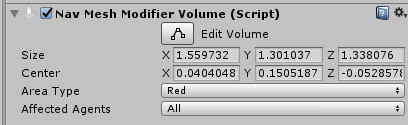 Nav Mesh Modifier Volume (Script)
Edit Volume
Size X 1.559732 Y 1.301037 Z 1.338076
Center X 0.0404048 Y 0.1505187 Z -0.0528578
Area Type Red
Affected Agents All